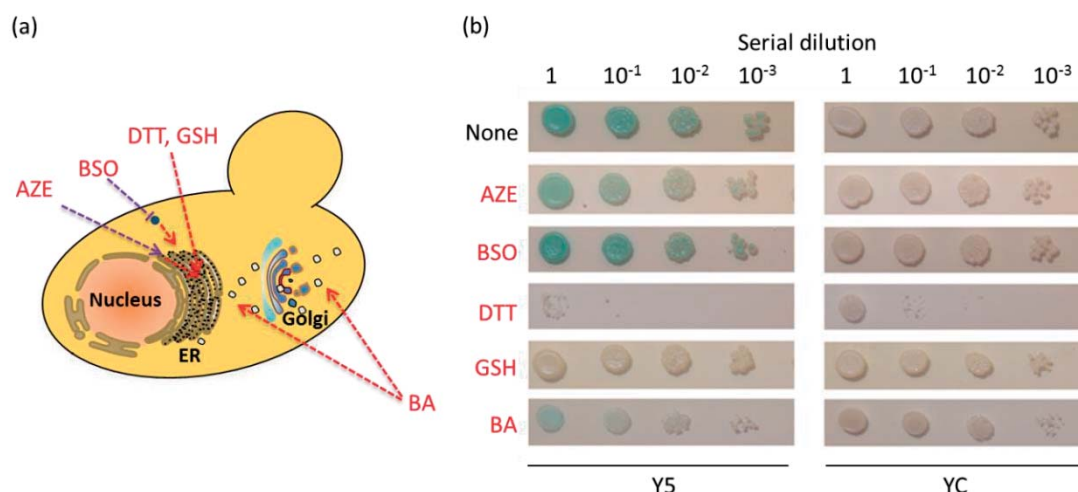 (a)
DTT, GSH
BSO
AZE
Nucleus
ER
Golgi
BA
(b)
Serial dilution
1 10⁻¹ 10⁻² 10⁻³ 1 10⁻¹ 10⁻² 10⁻³
None
AZE
BSO
DTT
GSH
BA
Y5 YC